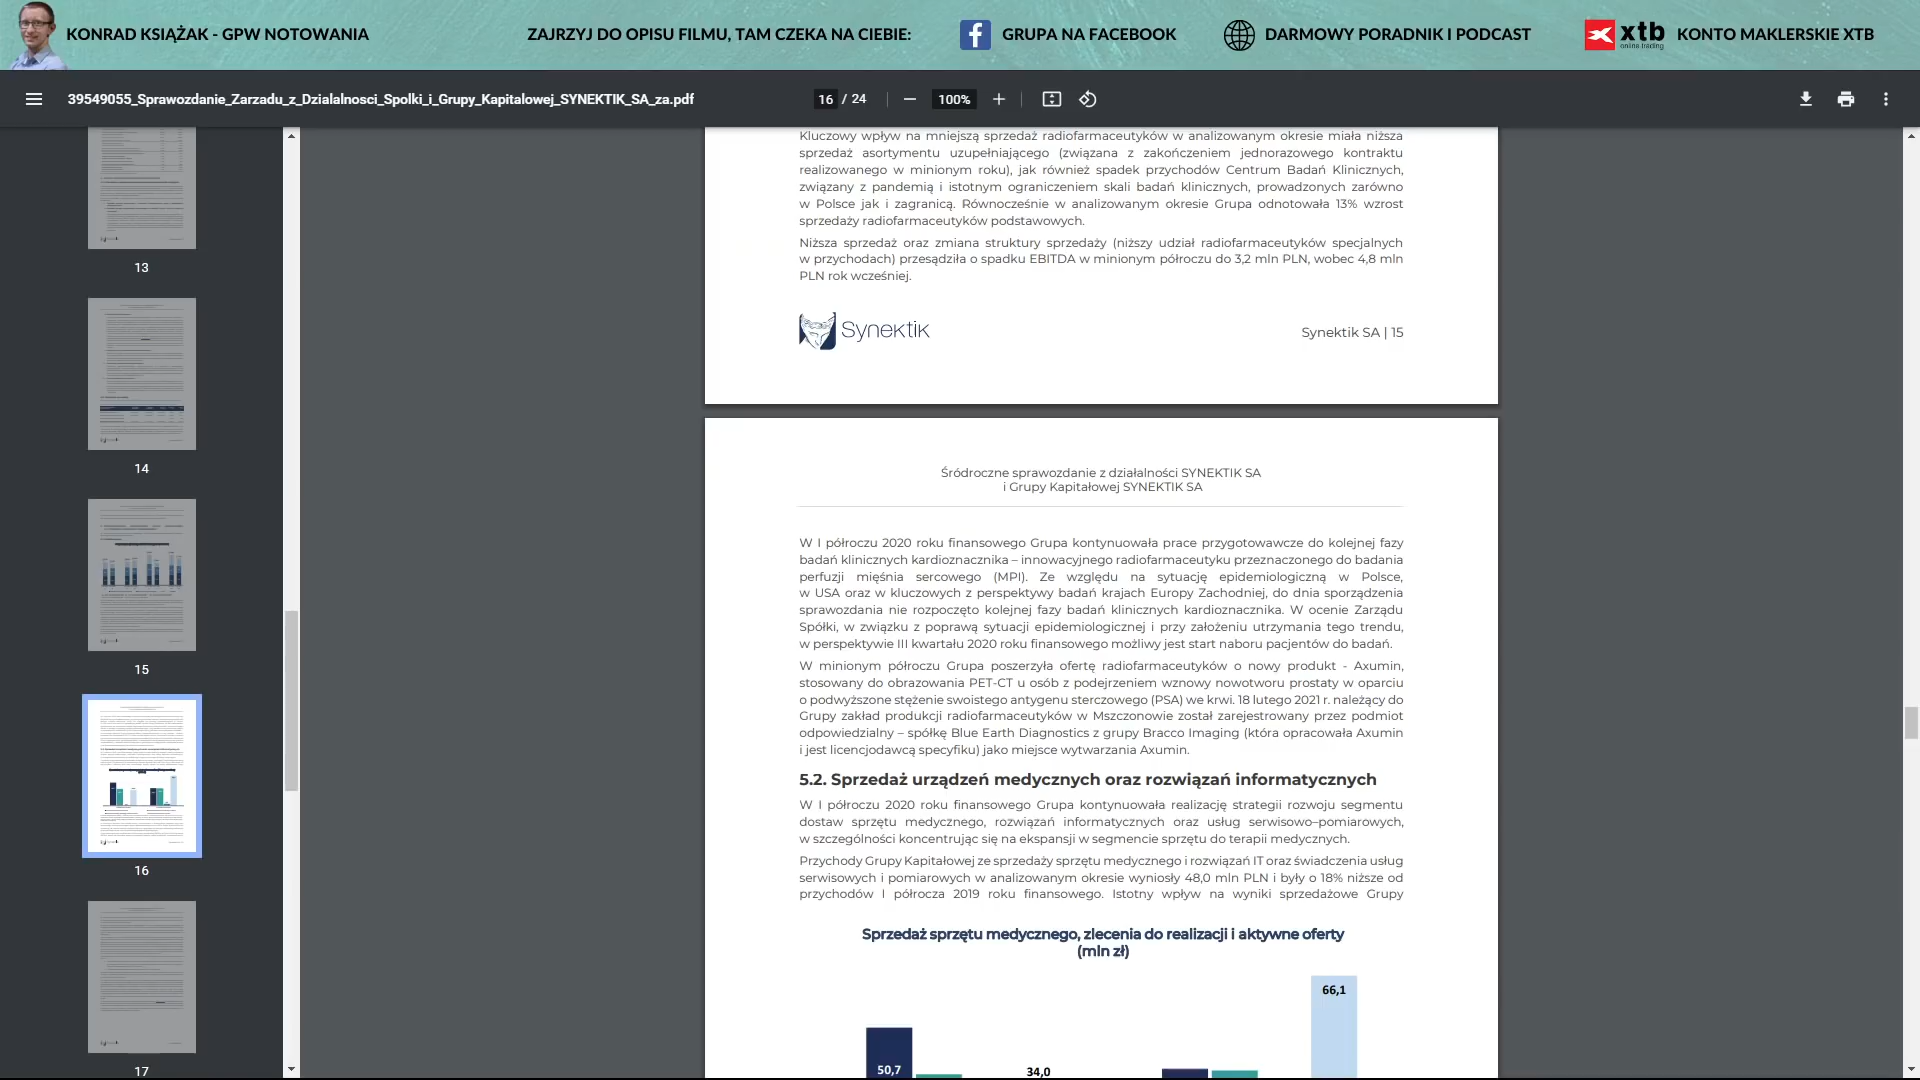 KONRAD KSIĄŻAK - GPW NOTOWANIA
ZAJRZYJ DO OPISU FILMU, TAM CZEKA NA CIEBIE:
GRUPA NA FACEBOOK
DARMOWY PORADNIK I PODCAST
xtb
online trading
KONTO MAKLERSKIE XTB
39549055_Sprawozdanie_Zarzadu_z_Dzialalnosci_Spolki_i_Grupy_Kapitalowej_SYNEKTIK_SA_za.pdf
16 / 24
100%
13
14
15
16
17
Kluczowy wpływ na mniejszą sprzedaż radiofarmaceutyków w analizowanym okresie miała niższa
sprzedaż asortymentu uzupełniającego (związana z zakończeniem jednorazowego kontraktu
realizowanego w minionym roku), jak również spadek przychodów Centrum Badań Klinicznych,
związany z pandemią i istotnym ograniczeniem skali badań klinicznych, prowadzonych zarówno
w Polsce jak i zagranicą. Równocześnie w analizowanym okresie Grupa odnotowała 13% wzrost
sprzedaży radiofarmaceutyków podstawowych.
Niższa sprzedaż oraz zmiana struktury sprzedaży (niższy udział radiofarmaceutyków specjalnych
w przychodach) przesądziła o spadku EBITDA w minionym półroczu do 3,2 mln PLN, wobec 4,8 mln
PLN rok wcześniej.
Synektik
Synektik SA | 15
Śródroczne sprawozdanie z działalności SYNEKTIK SA
i Grupy Kapitałowej SYNEKTIK SA
W I półroczu 2020 roku finansowego Grupa kontynuowała prace przygotowawcze do kolejnej fazy
badań klinicznych kardioznacznika – innowacyjnego radiofarmaceutyku przeznaczonego do badania
perfuzji mięśnia sercowego (MPI). Ze względu na sytuację epidemiologiczną w Polsce,
w USA oraz w kluczowych z perspektywy badań krajach Europy Zachodniej, do dnia sporządzenia
sprawozdania nie rozpoczęto kolejnej fazy badań klinicznych kardioznacznika. W ocenie Zarządu
Spółki, w związku z poprawą sytuacji epidemiologicznej i przy założeniu utrzymania tego trendu,
w perspektywie III kwartału 2020 roku finansowego możliwy jest start naboru pacjentów do badań.
W minionym półroczu Grupa poszerzyła ofertę radiofarmaceutyków o nowy produkt - Axumin,
stosowany do obrazowania PET-CT u osób z podejrzeniem wznowy nowotworu prostaty w oparciu
o podwyższone stężenie swoistego antygenu sterczowego (PSA) we krwi. 18 lutego 2021 r. należący do
Grupy zakład produkcji radiofarmaceutyków w Mszczonowie został zarejestrowany przez podmiot
odpowiedzialny – spółkę Blue Earth Diagnostics z grupy Bracco Imaging (która opracowała Axumin
i jest licencjodawcą specyfiku) jako miejsce wytwarzania Axumin.
5.2. Sprzedaż urządzeń medycznych oraz rozwiązań informatycznych
W I półroczu 2020 roku finansowego Grupa kontynuowała realizację strategii rozwoju segmentu
dostaw sprzętu medycznego, rozwiązań informatycznych oraz usług serwisowo–pomiarowych,
w szczególności koncentrując się na ekspansji w segmencie sprzętu do terapii medycznych.
Przychody Grupy Kapitałowej ze sprzedaży sprzętu medycznego i rozwiązań IT oraz świadczenia usług
serwisowych i pomiarowych w analizowanym okresie wyniosły 48,0 mln PLN i były o 18% niższe od
przychodów I półrocza 2019 roku finansowego. Istotny wpływ na wyniki sprzedażowe Grupy
Sprzedaż sprzętu medycznego, zlecenia do realizacji i aktywne oferty
(mln zł)
66,1
50,7
34,0